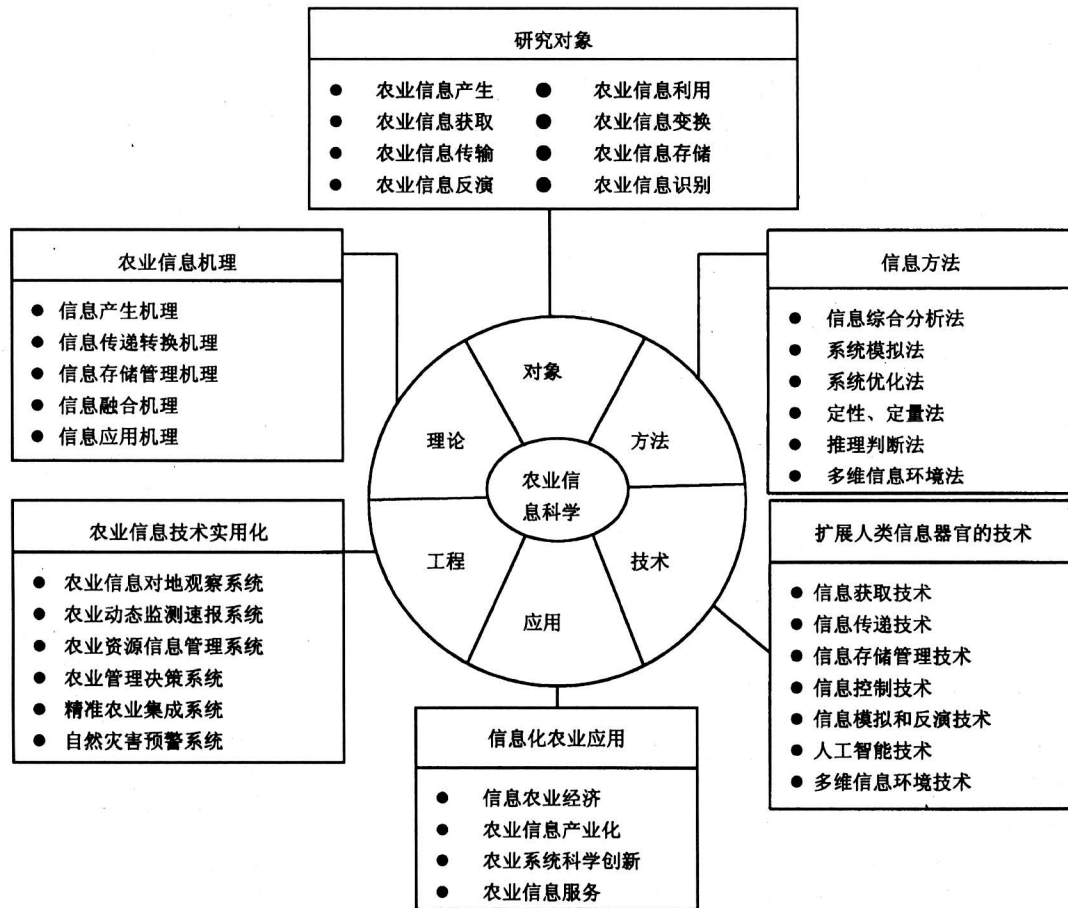 研究对象
农业信息产生
农业信息利用
农业信息获取
农业信息变换
农业信息传输
农业信息存储
农业信息反演
农业信息识别
农业信息机理
信息产生机理
信息传递转换机理
信息存储管理机理
信息融合机理
信息应用机理
信息方法
信息综合分析法
系统模拟法
系统优化法
定性、定量法
推理判断法
多维信息环境法
对象
理论
方法
农业信
息科学
工程
技术
应用
农业信息技术实用化
农业信息对地观察系统
农业动态监测速报系统
农业资源信息管理系统
农业管理决策系统
精准农业集成系统
自然灾害预警系统
扩展人类信息器官的技术
信息获取技术
信息传递技术
信息存储管理技术
信息控制技术
信息模拟和反演技术
人工智能技术
多维信息环境技术
信息化农业应用
信息农业经济
农业信息产业化
农业系统科学创新
农业信息服务